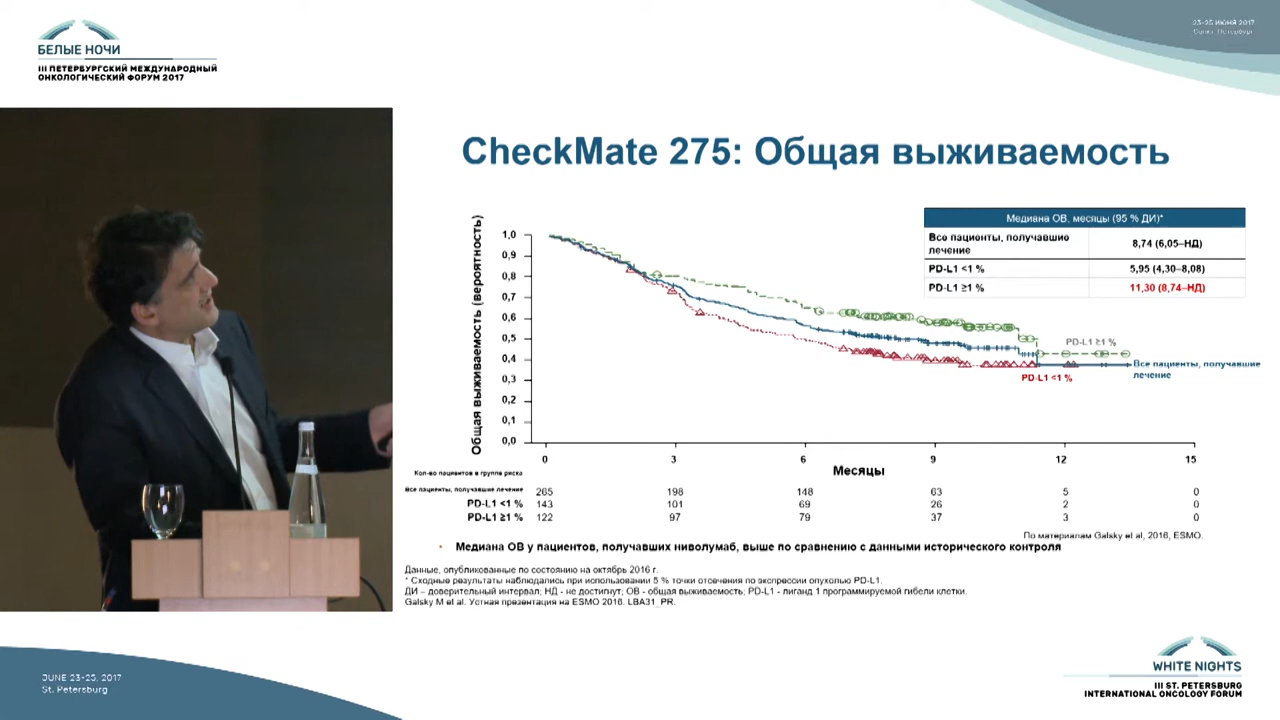 БЕЛЫЕ НОЧИ
III ПЕТЕРБУРГСКИЙ МЕЖДУНАРОДНЫЙ
ОНКОЛОГИЧЕСКИЙ ФОРУМ 2017
23-25 ИЮНЯ 2017
Санкт-Петербург
CheckMate 275: Общая выживаемость
Медиана ОВ, месяцы (95 % ДИ)*
Все пациенты, получавшие
лечение
8,74 (6,05–НД)
PD-L1 <1 % 5,95 (4,30–8,08)
PD-L1 ≥1 % 11,30 (8,74–НД)
Общая выживаемость (вероятность)
1,0
0,9
0,8
0,7
0,6
0,5
0,4
0,3
0,2
0,1
0,0
PD-L1 ≥1 %
Все пациенты, получавшие
лечение
PD-L1 <1 %
0 3 6 9 12 15
Месяцы
Кол-во пациентов в группе риска
Все пациенты, получавшие лечение 265 198 148 63 5 0
PD-L1 <1 % 143 101 69 26 2 0
PD-L1 ≥1 % 122 97 79 37 3 0
По материалам Galsky et al, 2016, ESMO.
• Медиана ОВ у пациентов, получавших ниволумаб, выше по сравнению с данными исторического контроля
Данные, опубликованные по состоянию на октябрь 2016 г.
* Сходные результаты наблюдались при использовании 5 % точки отсечения по экспрессии опухолью PD-L1.
ДИ – доверительный интервал; НД - не достигнут; ОВ - общая выживаемость; PD-L1 - лиганд 1 программируемой гибели клетки.
Galsky M et al. Устная презентация на ESMO 2016. LBA31_PR.
JUNE 23-25, 2017
St. Petersburg
WHITE NIGHTS
III ST. PETERSBURG
INTERNATIONAL ONCOLOGY FORUM